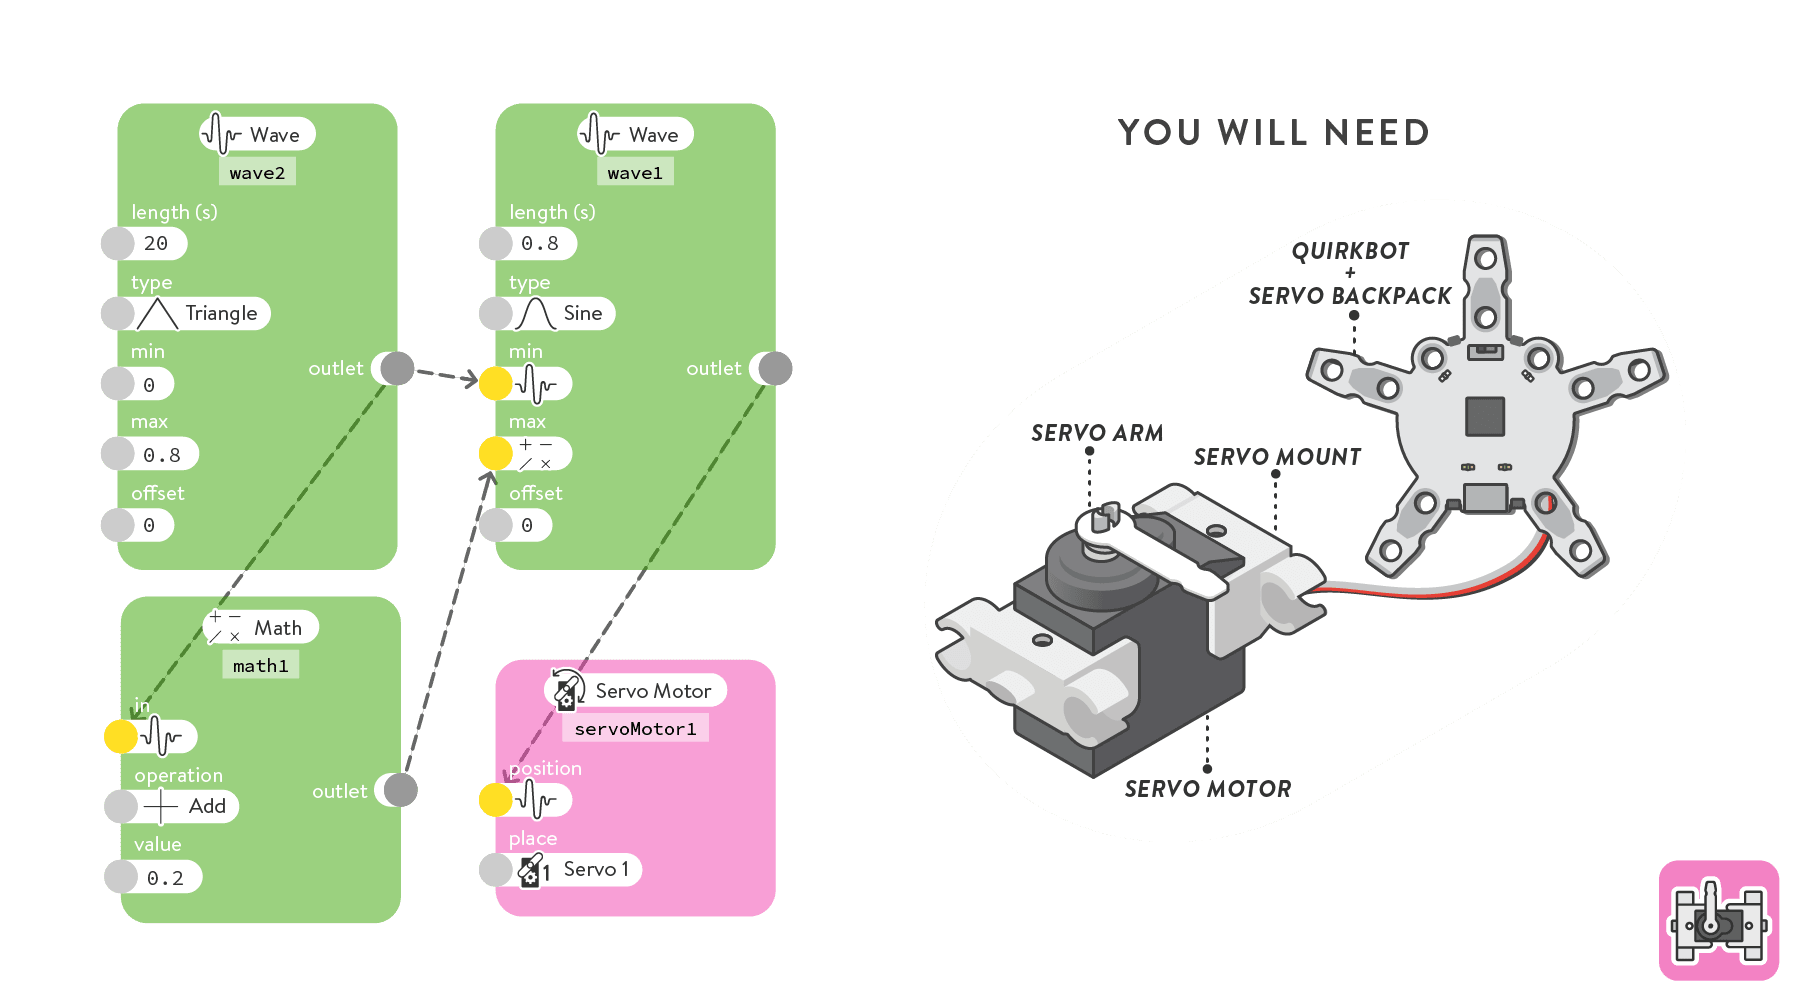 Wave
wave2
length (s)
20
type
Triangle
min
0
outlet
max
0.8
offset
0
Wave
wave1
length (s)
0.8
type
Sine
min
outlet
max
offset
0
Math
math1
in
operation
Add
outlet
value
0.2
Servo Motor
servoMotor1
position
place
1 Servo 1
YOU WILL NEED
QUIRKBOT
+
SERVO BACKPACK
SERVO ARM
SERVO MOUNT
SERVO MOTOR